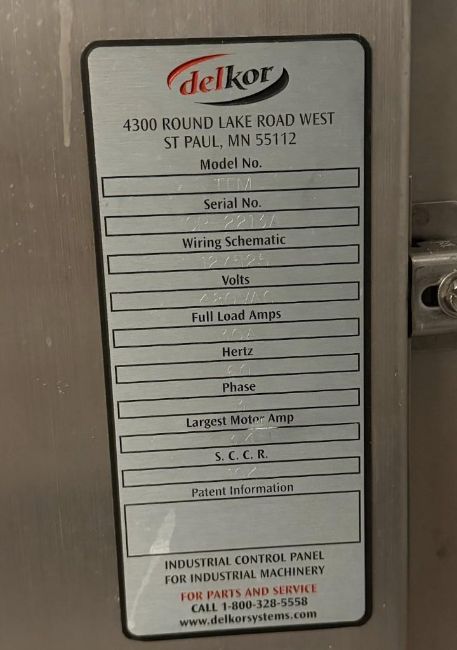 delkor
4300 ROUND LAKE ROAD WEST
ST PAUL, MN 55112
Model No.
Serial No.
Wiring Schematic
Volts
480VAC
Full Load Amps
Hertz
60
Phase
Largest Motor Amp
S. C. C. R.
Patent Information
INDUSTRIAL CONTROL PANEL
FOR INDUSTRIAL MACHINERY
FOR PARTS AND SERVICE
CALL 1-800-328-5558
www.delkorsystems.com